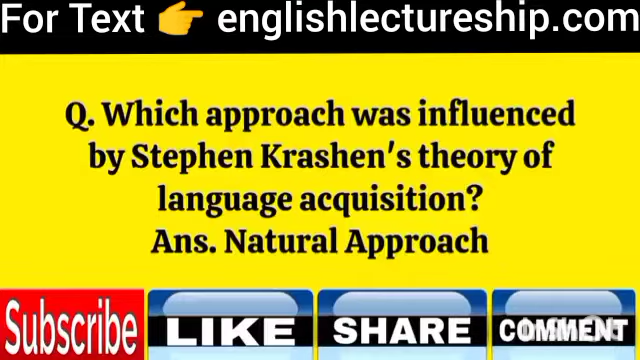 For Text 👉 englishlectureship.com
Q. Which approach was influenced
by Stephen Krashen's theory of
language acquisition?
Ans. Natural Approach
Subscribe LIKE SHARE COMMENT